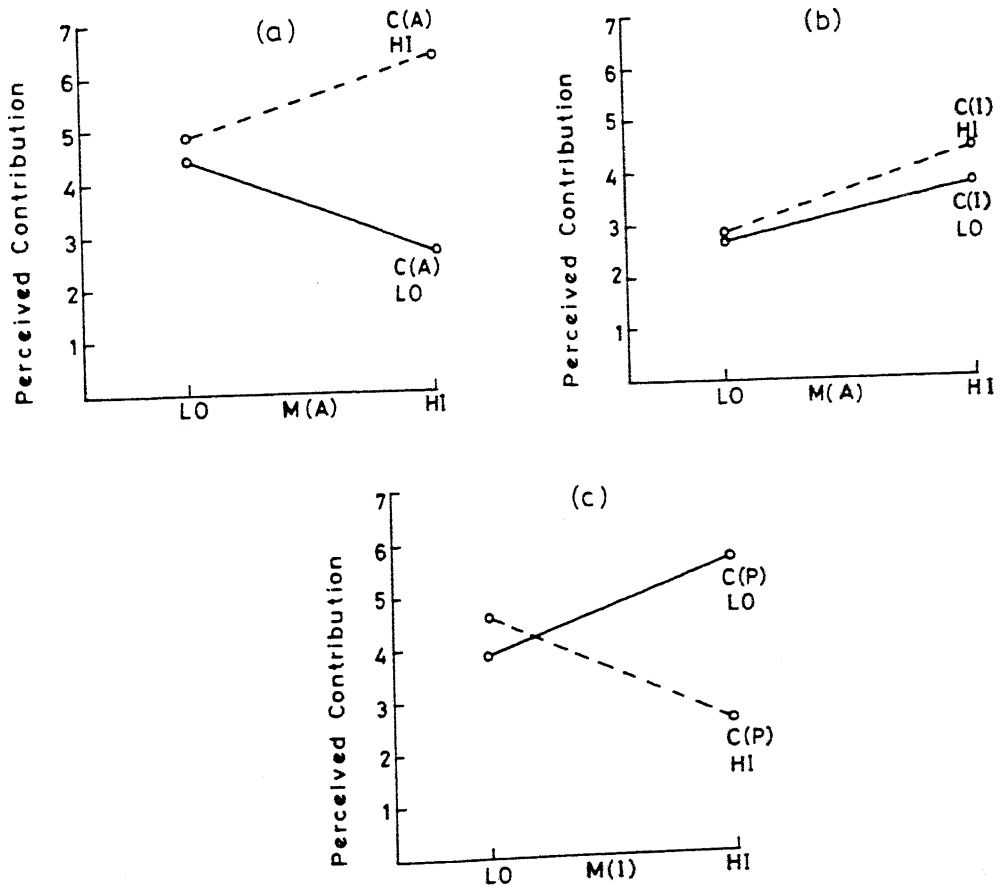 (a)
C(A)
HI
7
6
5
4
3
2
1
Perceived Contribution
C(A)
LO
LO M(A) HI
(b)
7
6
5
4
3
2
1
Perceived Contribution
C(I)
HI
C(I)
LO
LO M(A) HI
(c)
7
6
5
4
3
2
1
Perceived Contribution
C(P)
LO
C(P)
HI
LO M(I) HI